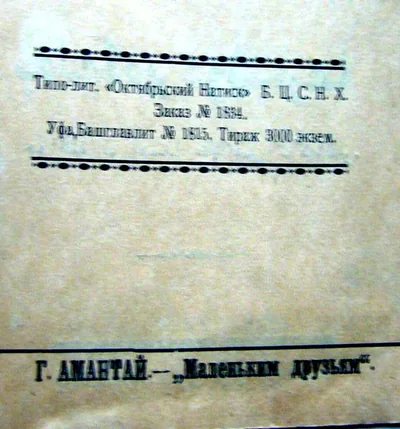 Типо-лит. «Октябрьский Натиск» Б. Ц. С. Н. Х.
Заказ № 1834.
Уфа, Башглавлит № 1815. Тираж 3000 экзем.
Г. АМАНТАЙ.—„Маленьким друзьям“.